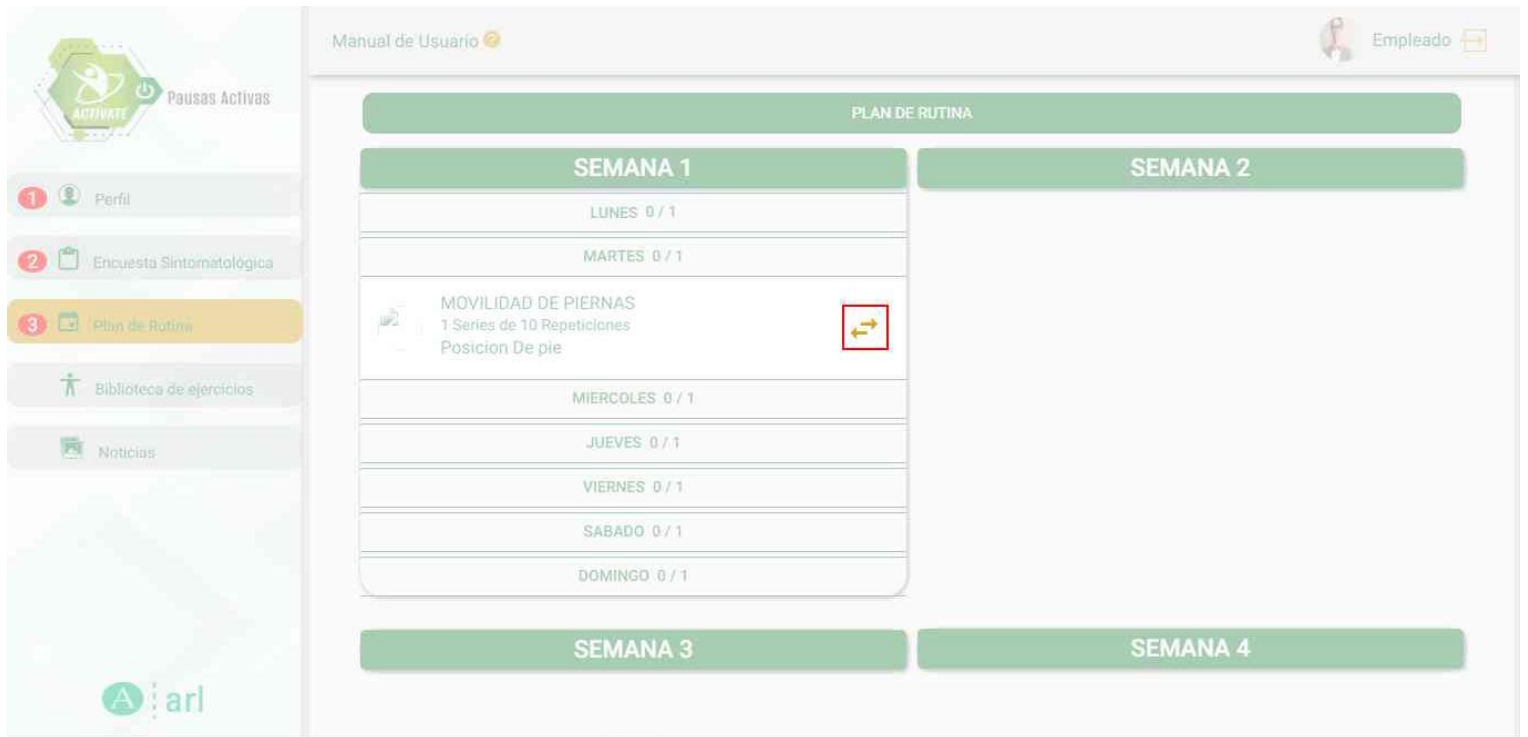 Manual de Usuario ?
Empleado
ACTIVATE
Pausas Activas
1 Perfil
2 Encuesta Sintomatológica
3 Plan de Rutina
Biblioteca de ejercicios
Noticias
A arl
PLAN DE RUTINA
SEMANA 1
LUNES 0 / 1
MARTES 0 / 1
MOVILIDAD DE PIERNAS
1 Series de 10 Repeticiones
Posicion De pie
MIERCOLES 0 / 1
JUEVES 0 / 1
VIERNES 0 / 1
SABADO 0 / 1
DOMINGO 0 / 1
SEMANA 2
SEMANA 3
SEMANA 4